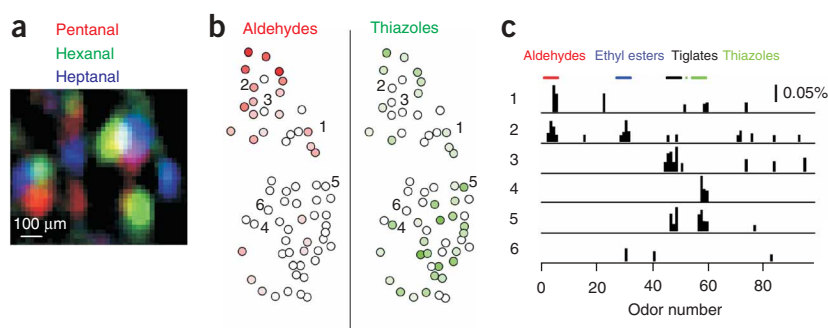 a
Pentanal
Hexanal
Heptanal
100 µm
b
Aldehydes Thiazoles
2
3
1
5
6
4
2
3
1
5
6
4
c
Aldehydes Ethyl esters Tiglates Thiazoles
0.05%
1
2
3
4
5
6
0 20 40 60 80
Odor number